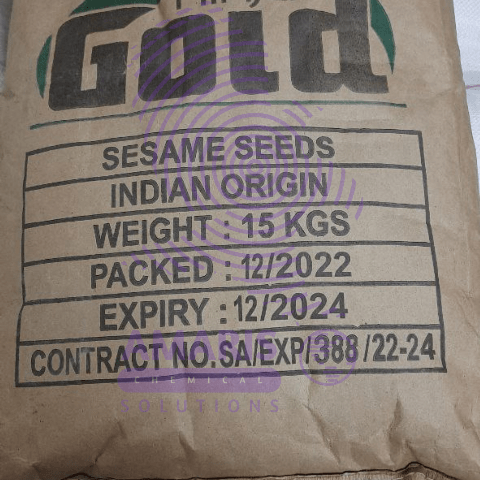 Gold
SESAME SEEDS
INDIAN ORIGIN
WEIGHT : 15 KGS
PACKED : 12/2022
EXPIRY : 12/2024
CONTRACT NO. SA/EXP/388/22-24
CHEMICAL
SOLUTIONS